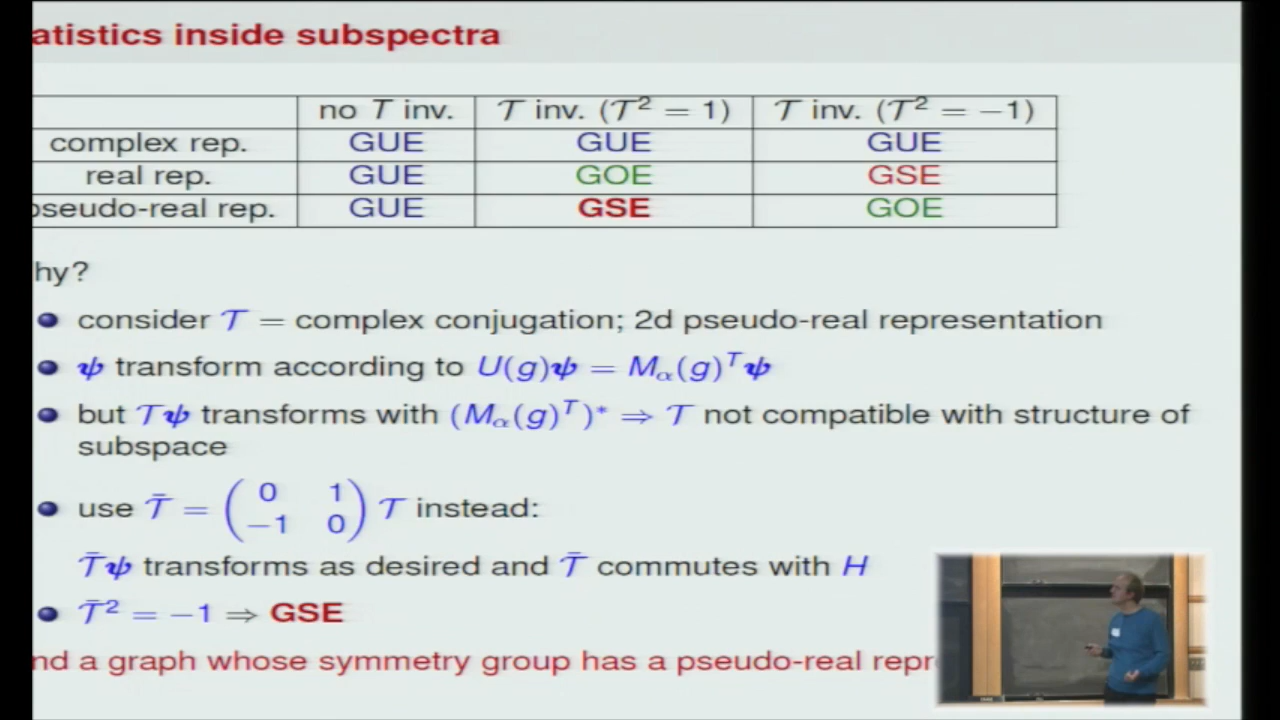 atistics inside subspectra
no T inv. 𝒯 inv. (𝒯² = 1) 𝒯 inv. (𝒯² = −1)
complex rep. GUE GUE GUE
real rep. GUE GOE GSE
pseudo-real rep. GUE GSE GOE
hy?
consider 𝒯 = complex conjugation; 2d pseudo-real representation
ψ transform according to U(g)ψ = M_α(g)^T ψ
but 𝒯ψ transforms with (M_α(g)^T)* ⇒ 𝒯 not compatible with structure of
subspace
use 𝒯̄ = ( 0 1 −1 0 ) 𝒯 instead:
𝒯̄ψ transforms as desired and 𝒯̄ commutes with H
𝒯̄² = −1 ⇒ GSE
nd a graph whose symmetry group has a pseudo-real repr